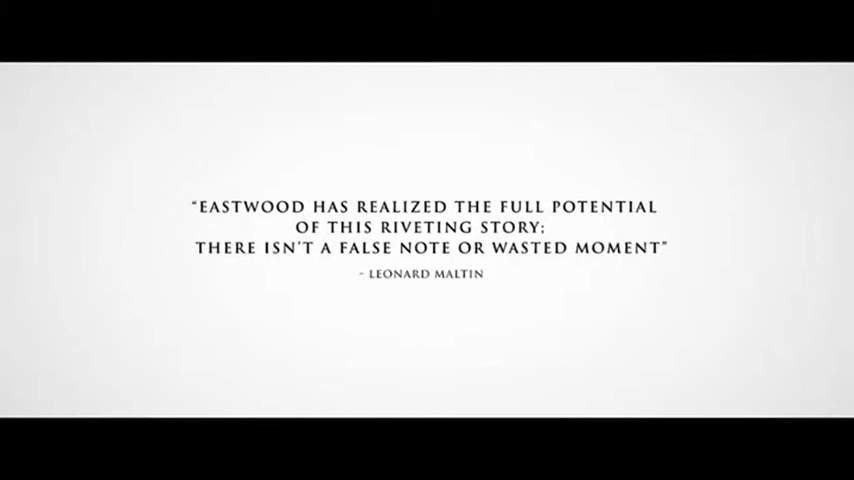 “EASTWOOD HAS REALIZED THE FULL POTENTIAL
OF THIS RIVETING STORY;
THERE ISN'T A FALSE NOTE OR WASTED MOMENT”
- LEONARD MALTIN